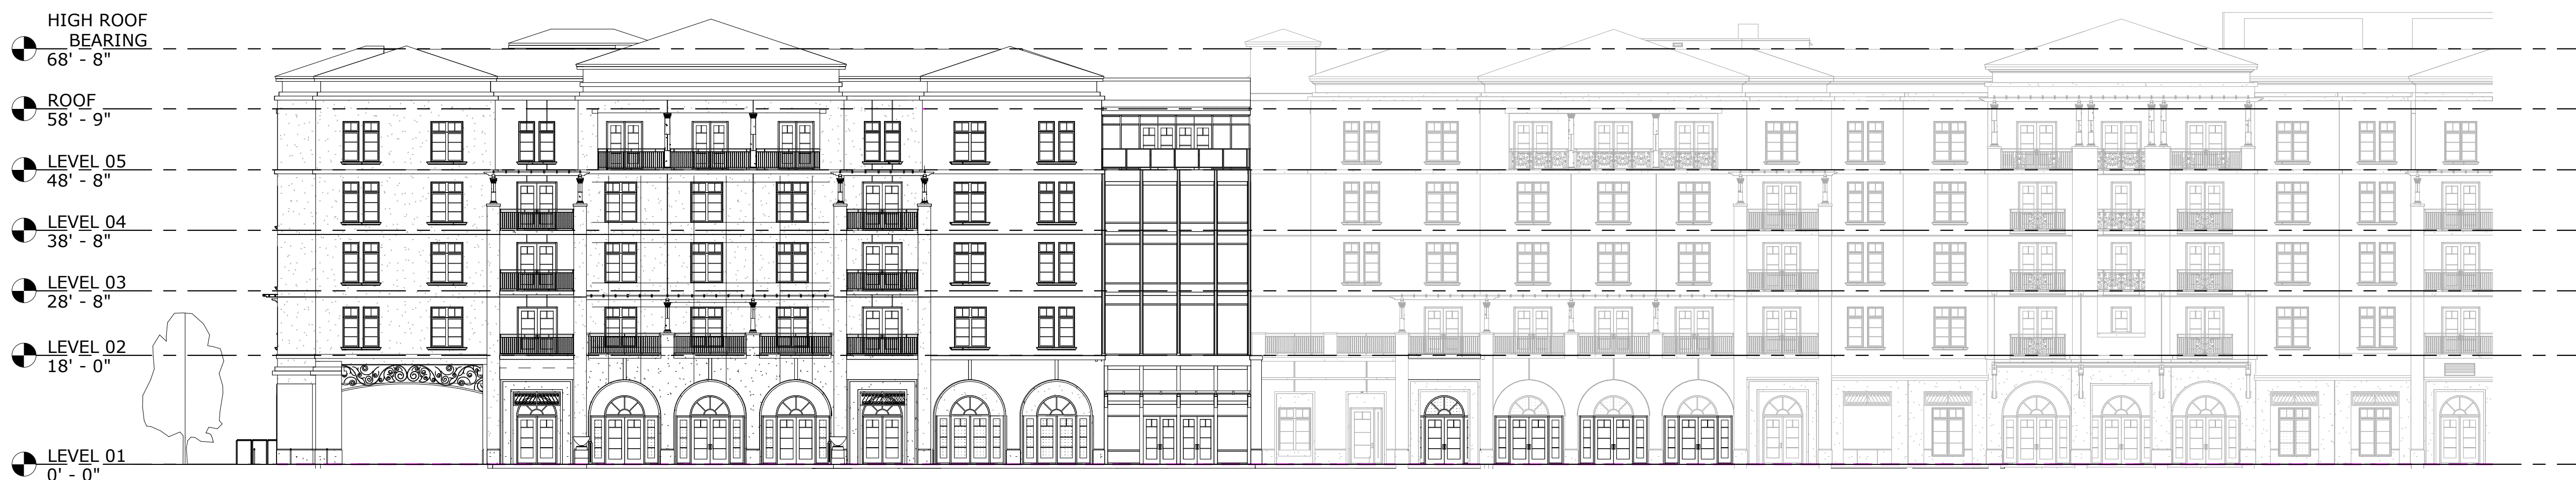 HIGH ROOF
BEARING
68' - 8"
ROOF
58' - 9"
LEVEL 05
48' - 8"
LEVEL 04
38' - 8"
LEVEL 03
28' - 8"
LEVEL 02
18' - 0"
LEVEL 01
0' - 0"